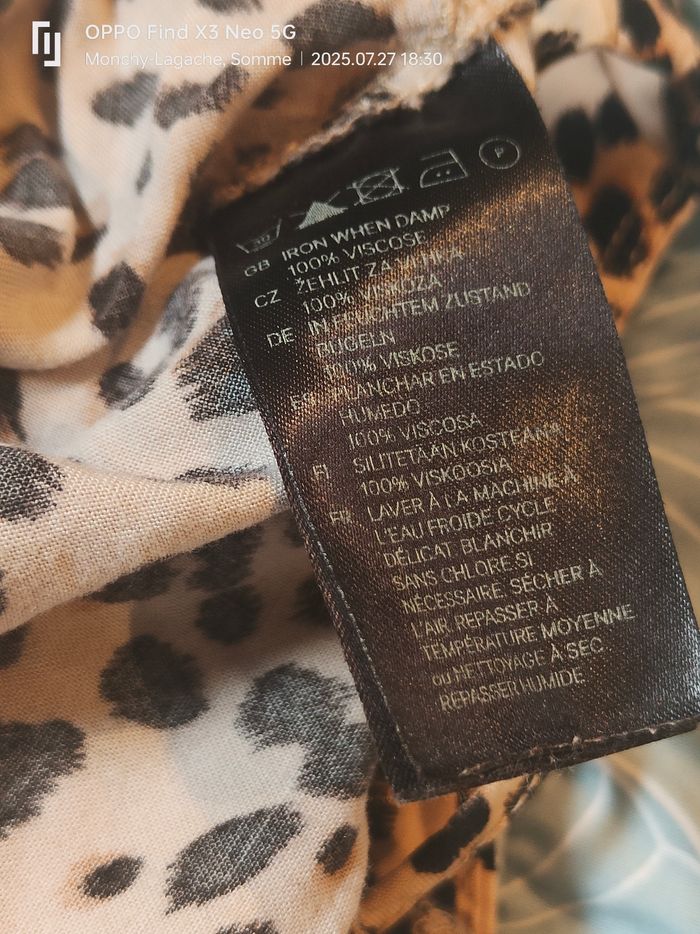 OPPO Find X3 Neo 5G
Monchy-Lagache, Somme | 2025.07.27 18:30
P
30
GB IRON WHEN DAMP
100% VISCOSE
CZ ŽEHLIT ZA
100% VISKÓZA
DE IN FEUCHTEM ZUSTAND
BÜGELN
100% VISKOSE
ES PLANCHAR EN ESTADO
HÚMEDO
100% VISCOSA
FI SILITETÄÄN KOSTEANA
100% VISKOOSIA
FR LAVER À LA MACHINE À
L'EAU FROIDE CYCLE
DÉLICAT. BLANCHIR
SANS CHLORE SI
NÉCESSAIRE. SÉCHER À
L'AIR. REPASSER À
TEMPÉRATURE MOYENNE
OU NETTOYAGE À SEC
REPASSER HUMIDE